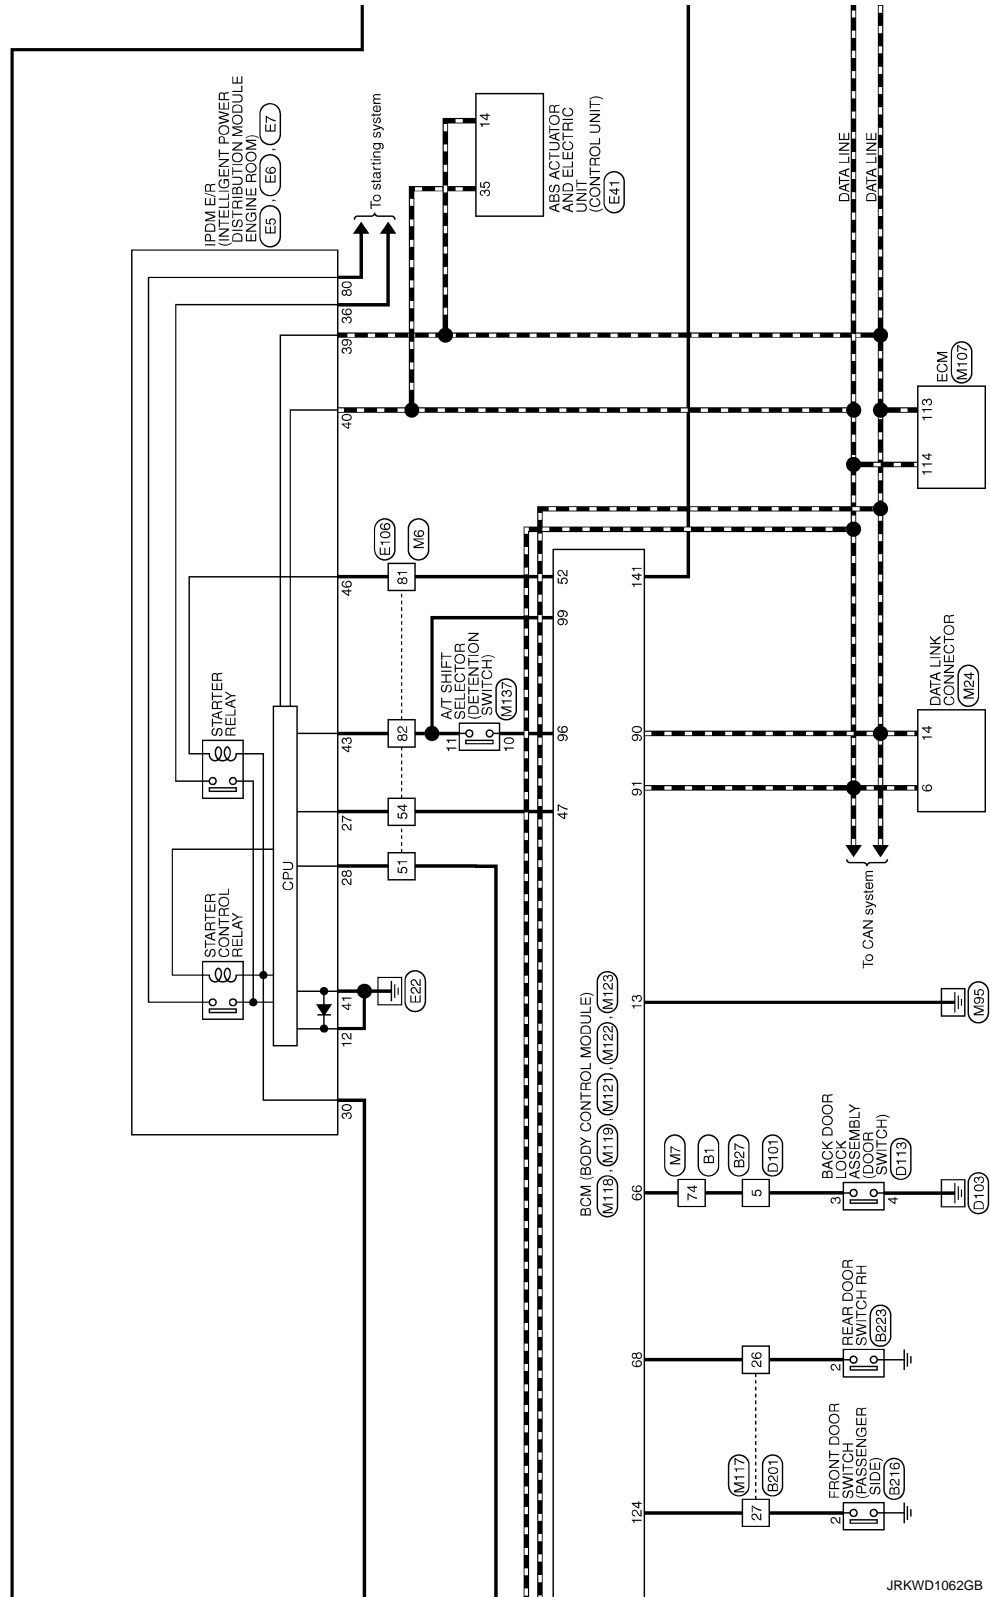 IPDM E/R
(INTELLIGENT POWER
DISTRIBUTION MODULE
ENGINE ROOM)
E5 , E6 , E7
To starting system
80
36
39
40
46
43
27
28
41
12
30
STARTER
RELAY
STARTER
CONTROL
RELAY
CPU
E22
14
35
ABS ACTUATOR
AND ELECTRIC
UNIT
(CONTROL UNIT)
E41
DATA LINE
DATA LINE
ECM
M107
113
114
E106
M6
81
82
54
51
A/T SHIFT
SELECTOR
(DETENTION
SWITCH)
M137
11
10
52
99
96
47
141
90
91
13
66
68
124
DATA LINK
CONNECTOR
M24
14
6
To CAN system
BCM (BODY CONTROL MODULE)
M118 , M119 , M121 , M122 , M123
M95
M7
B1
B27
D101
74
5
BACK DOOR
LOCK
ASSEMBLY
(DOOR
SWITCH)
D113
3
4
D103
REAR DOOR
SWITCH RH
B223
26
2
M117
B201
27
FRONT DOOR
SWITCH
(PASSENGER
SIDE)
B216
2
JRKWD1062GB